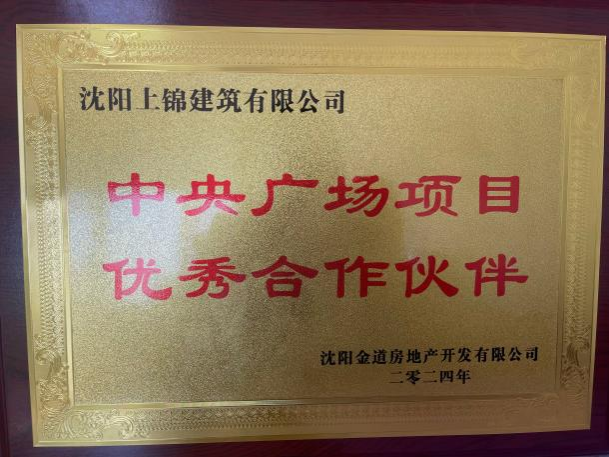 沈阳上锦建筑有限公司
中央广场项目
优秀合作伙伴
沈阳金道房地产开发有限公司
二零二四年